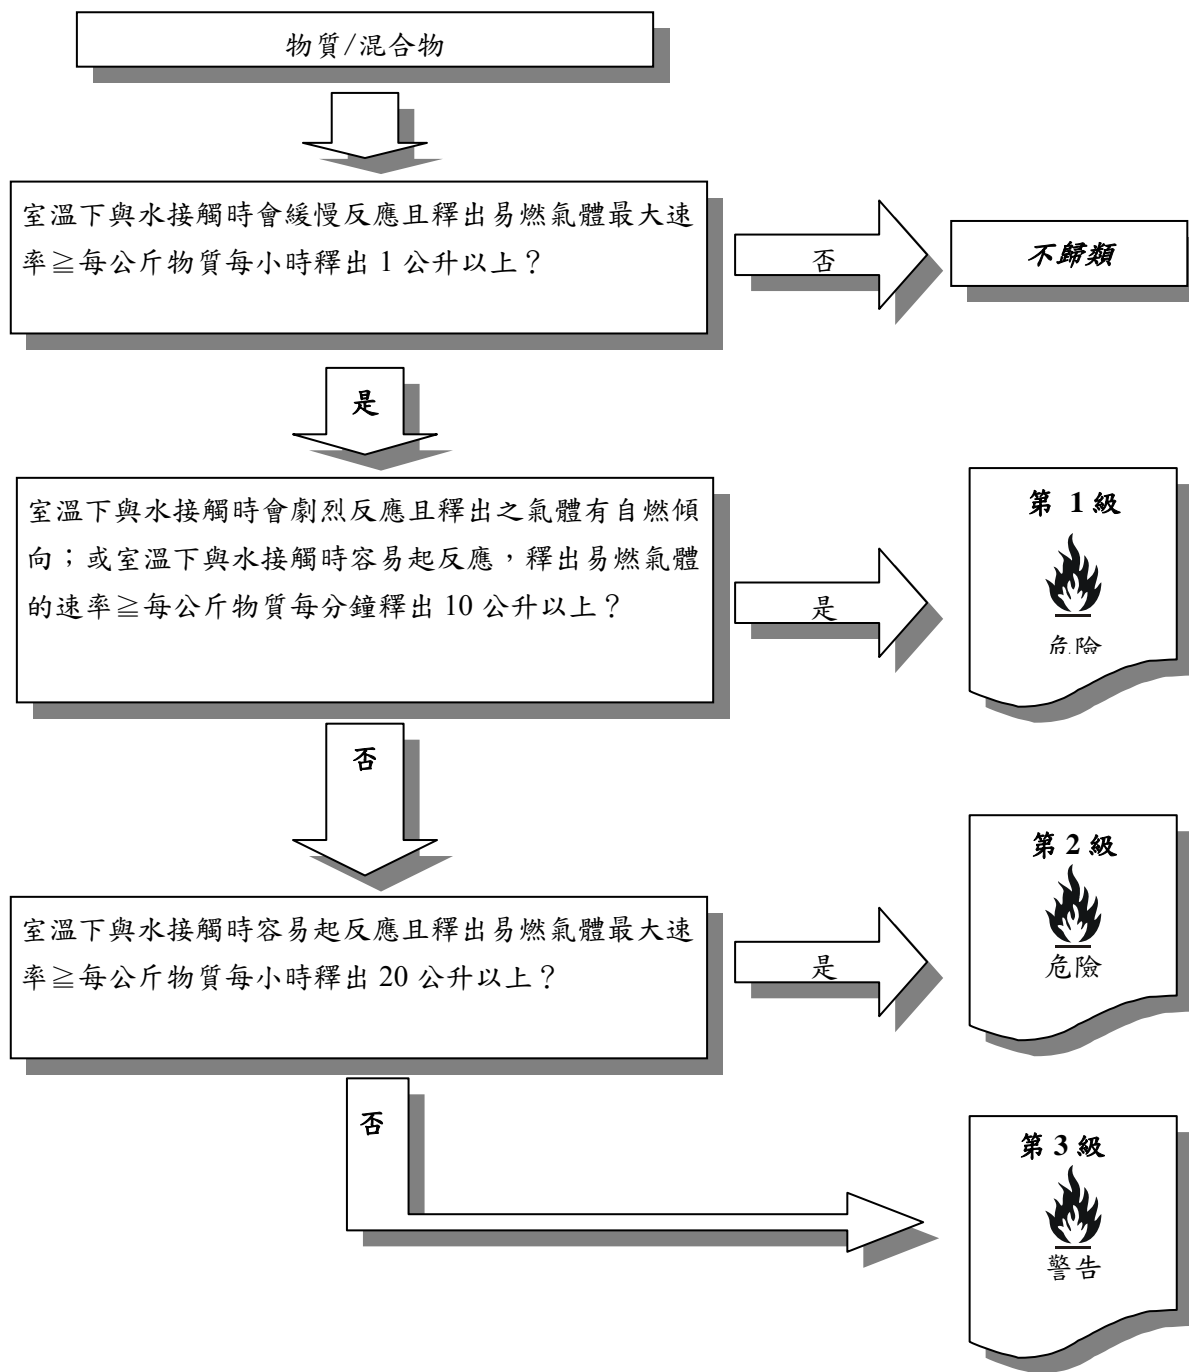 物質/混合物
室溫下與水接觸時會緩慢反應且釋出易燃氣體最大速
率≧每公斤物質每小時釋出 1 公升以上？
否
不歸類
是
室溫下與水接觸時會劇烈反應且釋出之氣體有自燃傾
向；或室溫下與水接觸時容易起反應，釋出易燃氣體
的速率≧每公斤物質每分鐘釋出 10 公升以上？
是
第 1級
危險
否
室溫下與水接觸時容易起反應且釋出易燃氣體最大速
率≧每公斤物質每小時釋出 20 公升以上？
是
第 2 級
危險
否
第 3 級
警告